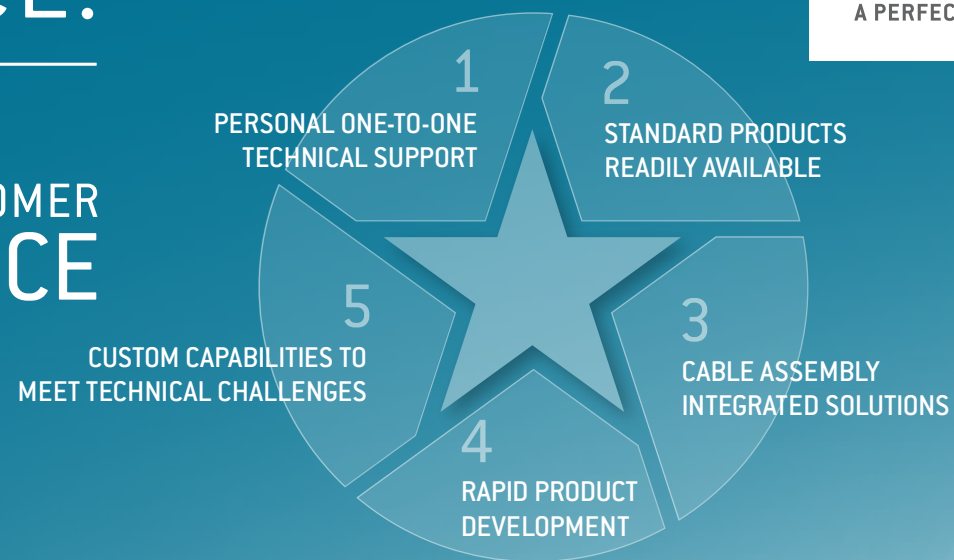 A PERFEC
1
PERSONAL ONE-TO-ONE
TECHNICAL SUPPORT
2
STANDARD PRODUCTS
READILY AVAILABLE
OMER
CE
3
CABLE ASSEMBLY
INTEGRATED SOLUTIONS
4
RAPID PRODUCT
DEVELOPMENT
5
CUSTOM CAPABILITIES TO
MEET TECHNICAL CHALLENGES